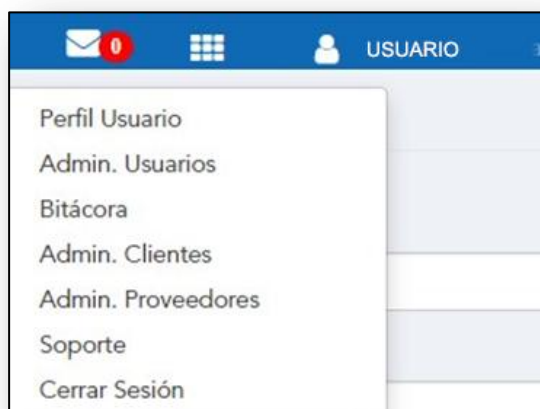 0 USUARIO
Perfil Usuario
Admin. Usuarios
Bitácora
Admin. Clientes
Admin. Proveedores
Soporte
Cerrar Sesión